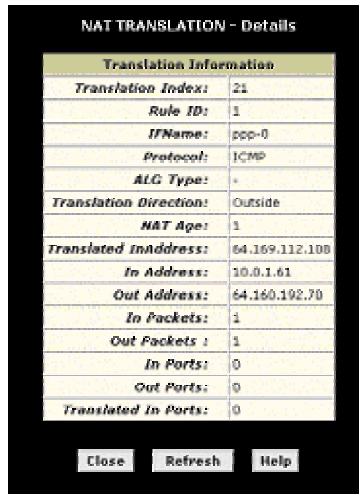 NAT TRANSLATION - Details
Translation Information
Translation Index: 21
Rule ID: 1
IFName: ppp-0
Protocol: ICMP
ALG Type: -
Translation Direction: Outside
NAT Age: 1
Translated InAddress: 64.169.112.108
In Address: 10.0.1.61
Out Address: 64.160.192.70
In Packets: 1
Out Packets : 1
In Ports: 0
Out Ports: 0
Translated In Ports: 0
Close Refresh Help